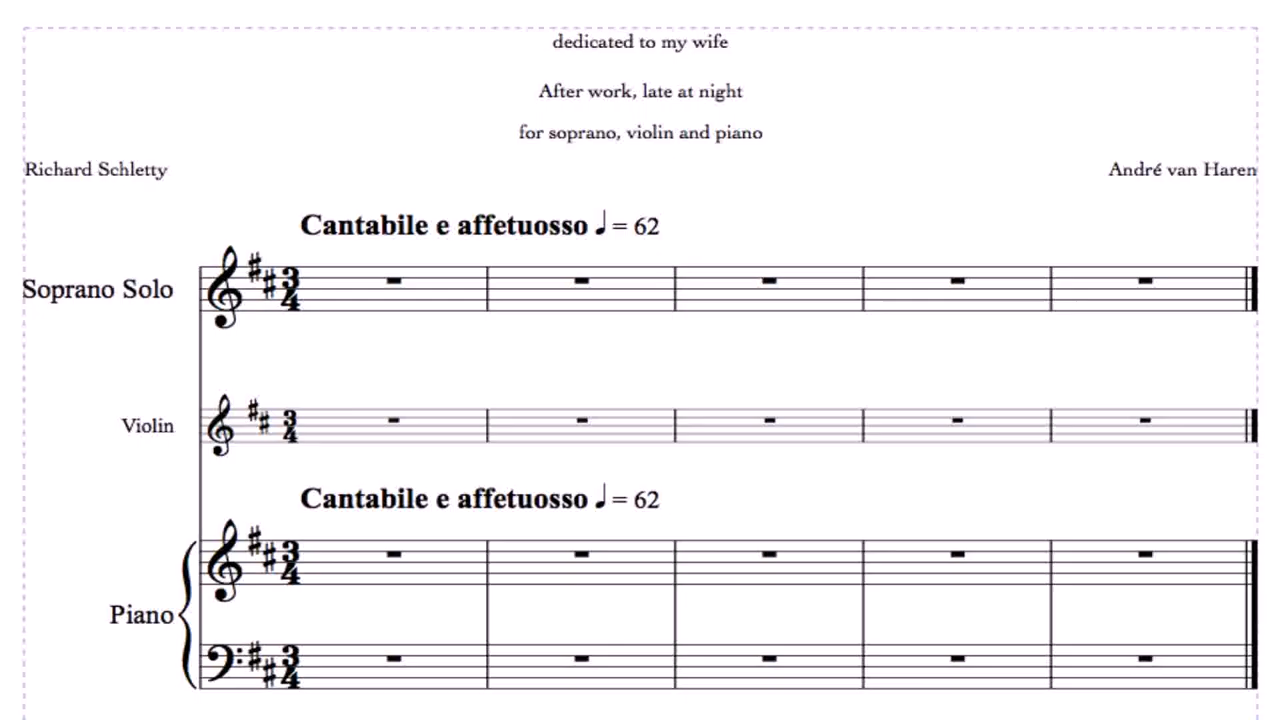 dedicated to my wife
After work, late at night
for soprano, violin and piano
Richard Schletty
André van Haren
Cantabile e affetuosso ♩ = 62
Soprano Solo
3
4
Violin
3
4
Cantabile e affetuosso ♩ = 62
3
4
Piano
3
4